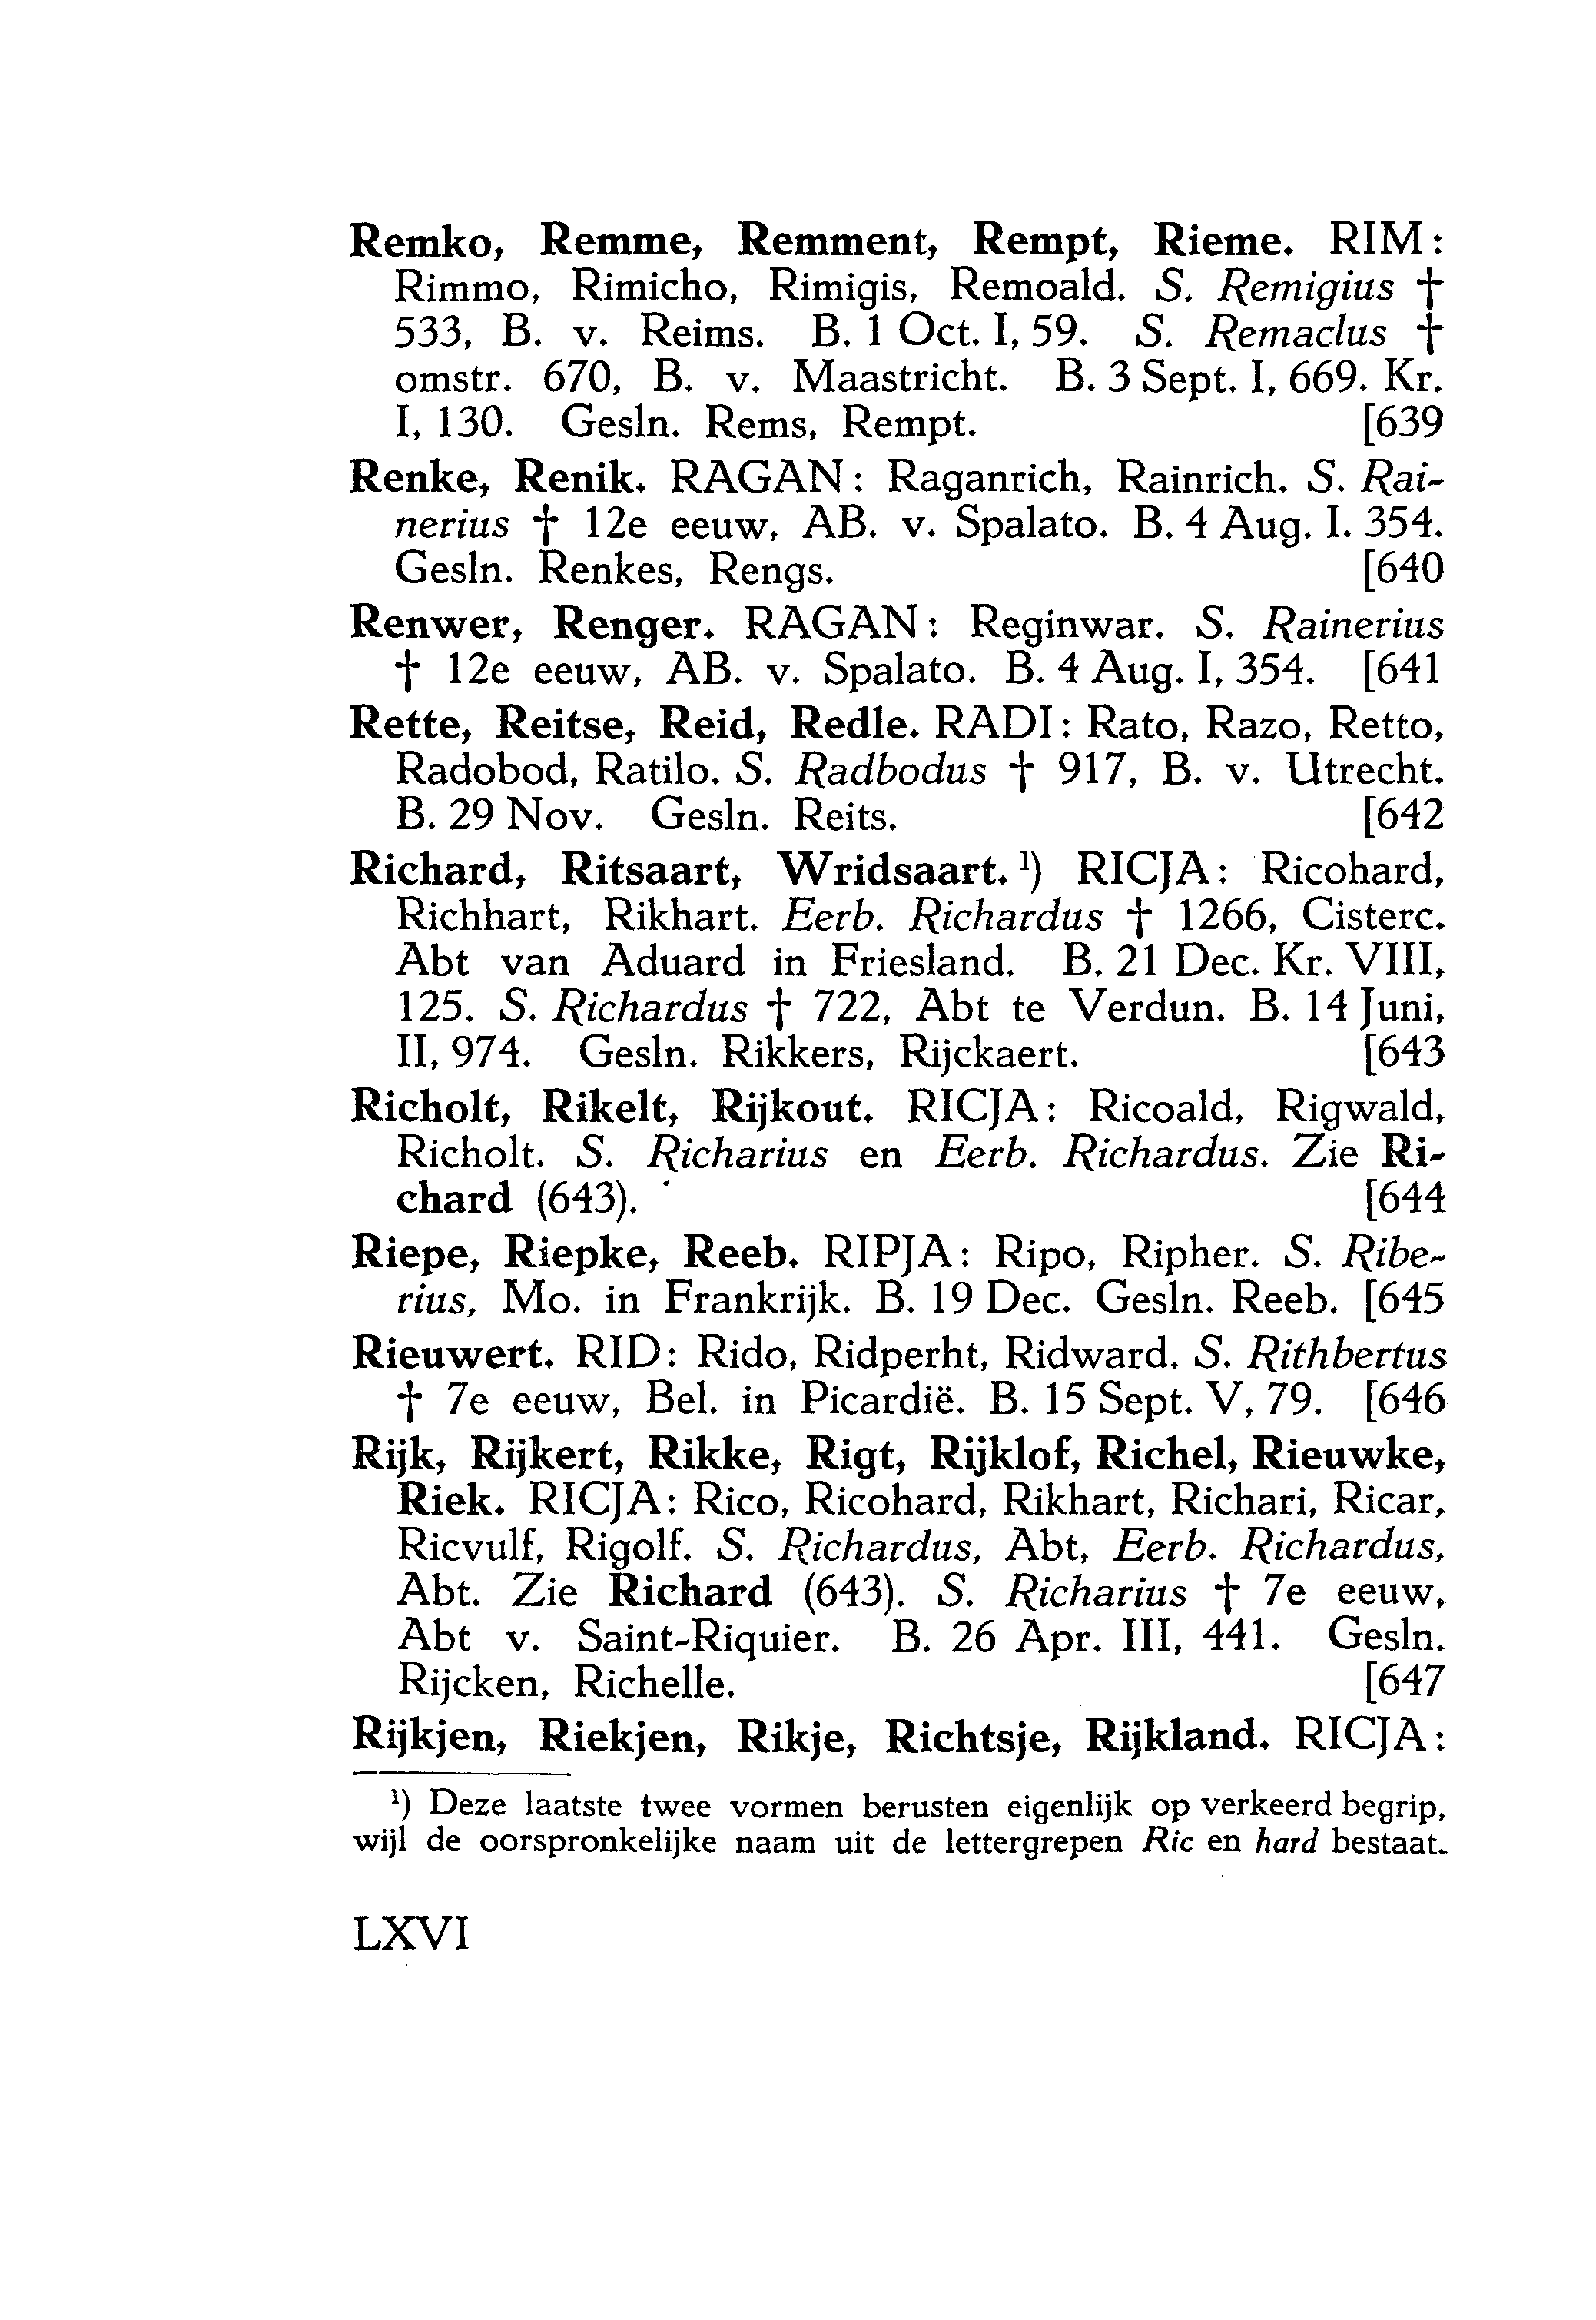 Remko, Remme, Remment, Rempt, Rieme. RIM:
Rimmo, Rimicho, Rimigis, Remoald. S. Remigius †
533, B. v. Reims. B. 1 Oct. I, 59. S. Remaclus †
omstr. 670, B. v. Maastricht. B. 3 Sept. I, 669. Kr.
I, 130. Gesln. Rems, Rempt. [639
Renke, Renik. RAGAN: Raganrich, Rainrich. S. Rai-
nerius † 12e eeuw, AB. v. Spalato. B. 4 Aug. I. 354.
Gesln. Renkes, Rengs. [640
Renwer, Renger. RAGAN: Reginwar. S. Rainerius
† 12e eeuw, AB. v. Spalato. B. 4 Aug. I, 354. [641
Rette, Reitse, Reid, Redle. RADI: Rato, Razo, Retto,
Radobod, Ratilo. S. Radbodus † 917, B. v. Utrecht.
B. 29 Nov. Gesln. Reits. [642
Richard, Ritsaart, Wridsaart. ¹) RICJA: Ricohard,
Richhart, Rikhart. Eerb. Richardus † 1266, Cisterc.
Abt van Aduard in Friesland. B. 21 Dec. Kr. VIII,
125. S. Richardus † 722, Abt te Verdun. B. 14 Juni,
II, 974. Gesln. Rikkers, Rijckaert. [643
Richolt, Rikelt, Rijkout. RICJA: Ricoald, Rigwald,
Richolt. S. Richarius en Eerb. Richardus. Zie Ri-
chard (643). [644
Riepe, Riepke, Reeb. RIPJA: Ripo, Ripher. S. Ribe-
rius, Mo. in Frankrijk. B. 19 Dec. Gesln. Reeb. [645
Rieuwert. RID: Rido, Ridperht, Ridward. S. Rithbertus
† 7e eeuw, Bel. in Picardië. B. 15 Sept. V, 79. [646
Rijk, Rijkert, Rikke, Rigt, Rijklof, Richel, Rieuwke,
Riek. RICJA: Rico, Ricohard, Rikhart, Richari, Ricar,
Ricvulf, Rigolf. S. Richardus, Abt, Eerb. Richardus,
Abt. Zie Richard (643). S. Richarius † 7e eeuw,
Abt v. Saint-Riquier. B. 26 Apr. III, 441. Gesln.
Rijcken, Richelle. [647
Rijkjen, Riekjen, Rikje, Richtsje, Rijkland. RICJA:
¹) Deze laatste twee vormen berusten eigenlijk op verkeerd begrip,
wijl de oorspronkelijke naam uit de lettergrepen Ric en hard bestaat.
LXVI